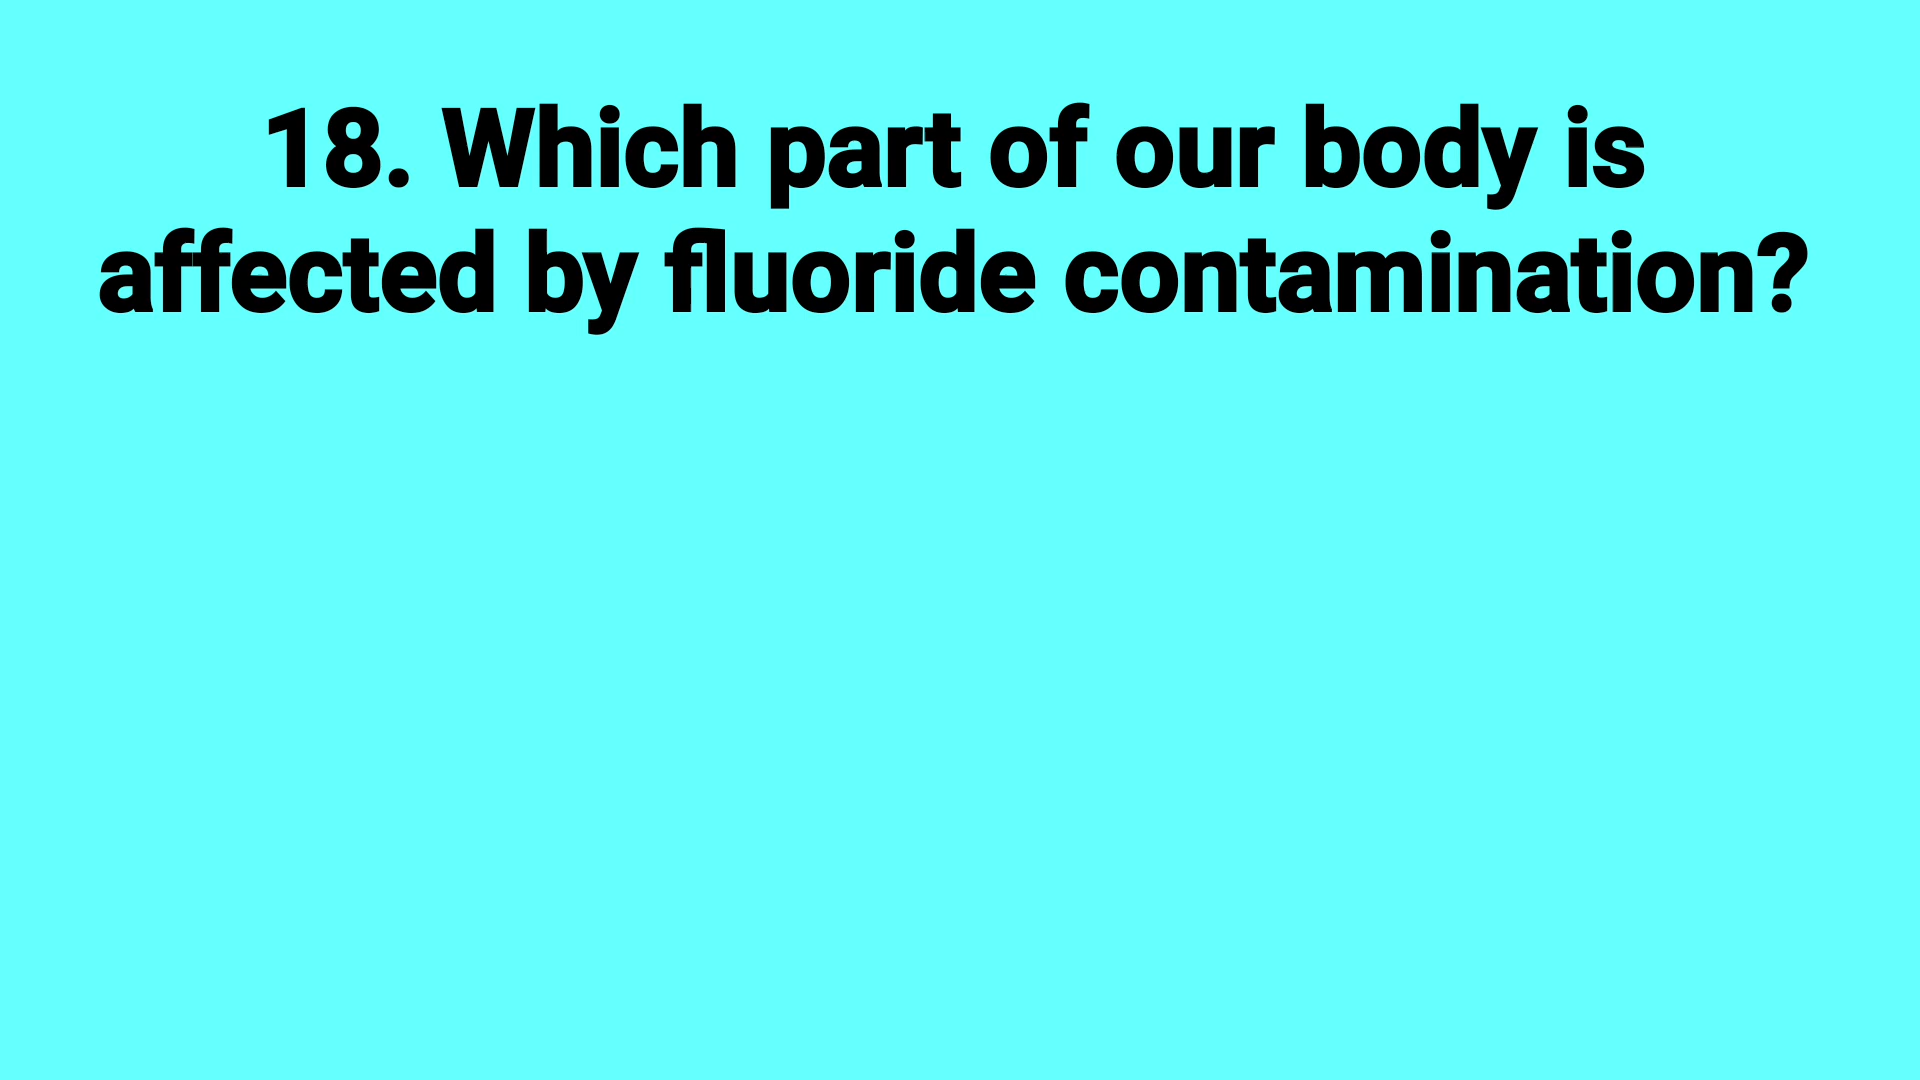 18. Which part of our body is
affected by fluoride contamination?